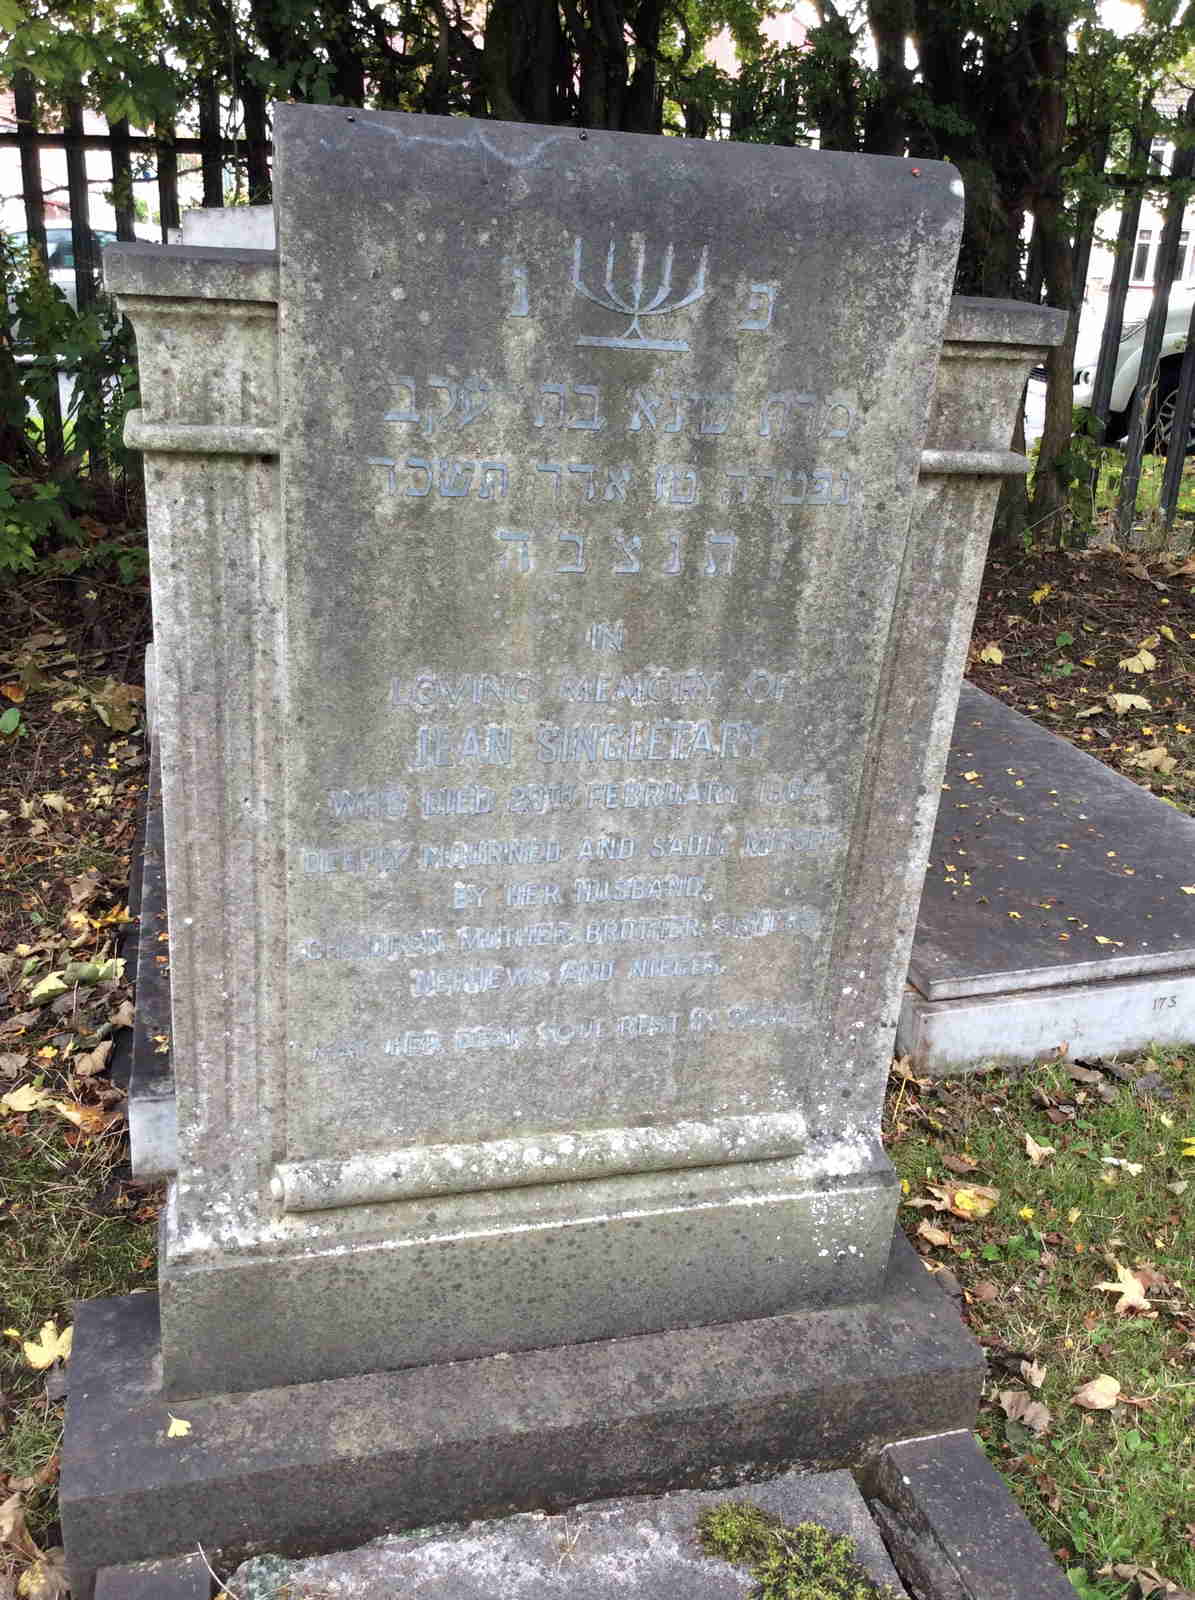 פ נ
מרת שינא בת יעקב
נפטרה טו אדר תשכד
ת נ צ ב ה
IN
LOVING MEMORY OF
JEAN SINGLETARY
WHO DIED 28TH FEBRUARY 1964
DEEPLY MOURNED AND SADLY MISSED
BY HER HUSBAND,
CHILDREN, MOTHER, BROTHER, SISTERS,
NEPHEWS AND NIECES.
MAY HER DEAR SOUL REST IN PEACE
173